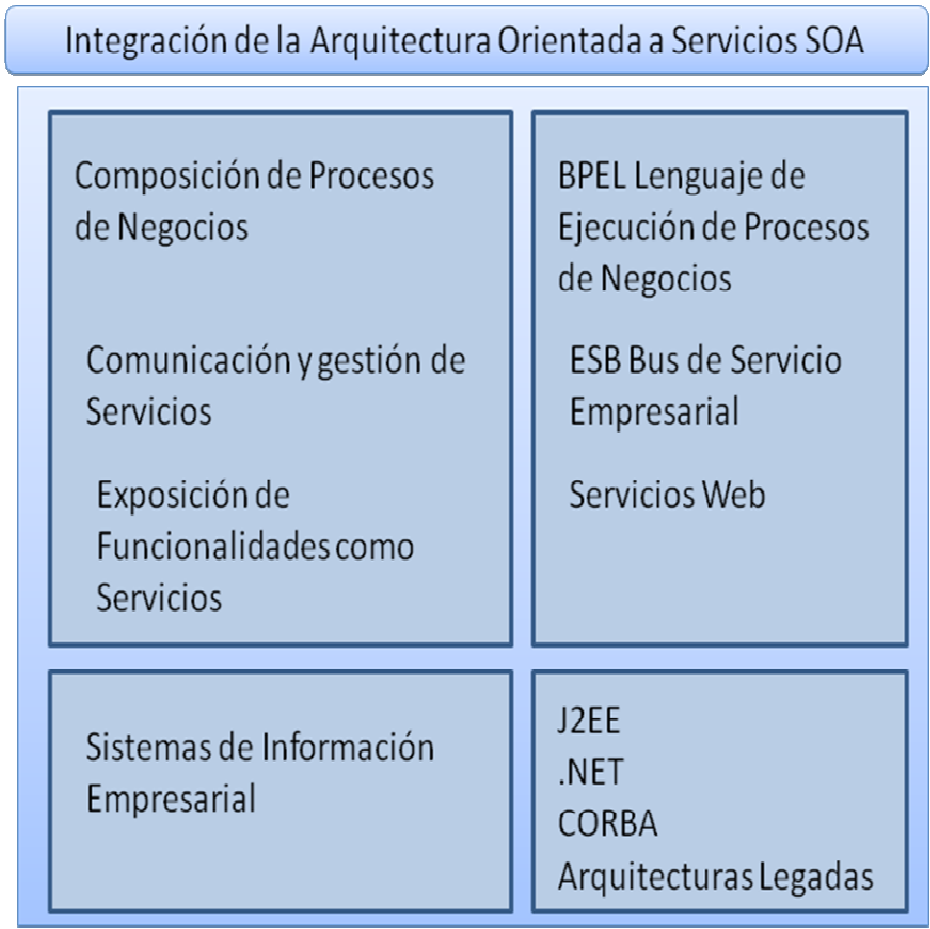 Integración de la Arquitectura Orientada a Servicios SOA
Composición de Procesos
de Negocios
Comunicación y gestión de
Servicios
Exposición de
Funcionalidades como
Servicios
BPEL Lenguaje de
Ejecución de Procesos
de Negocios
ESB Bus de Servicio
Empresarial
Servicios Web
Sistemas de Información
Empresarial
J2EE
.NET
CORBA
Arquitecturas Legadas